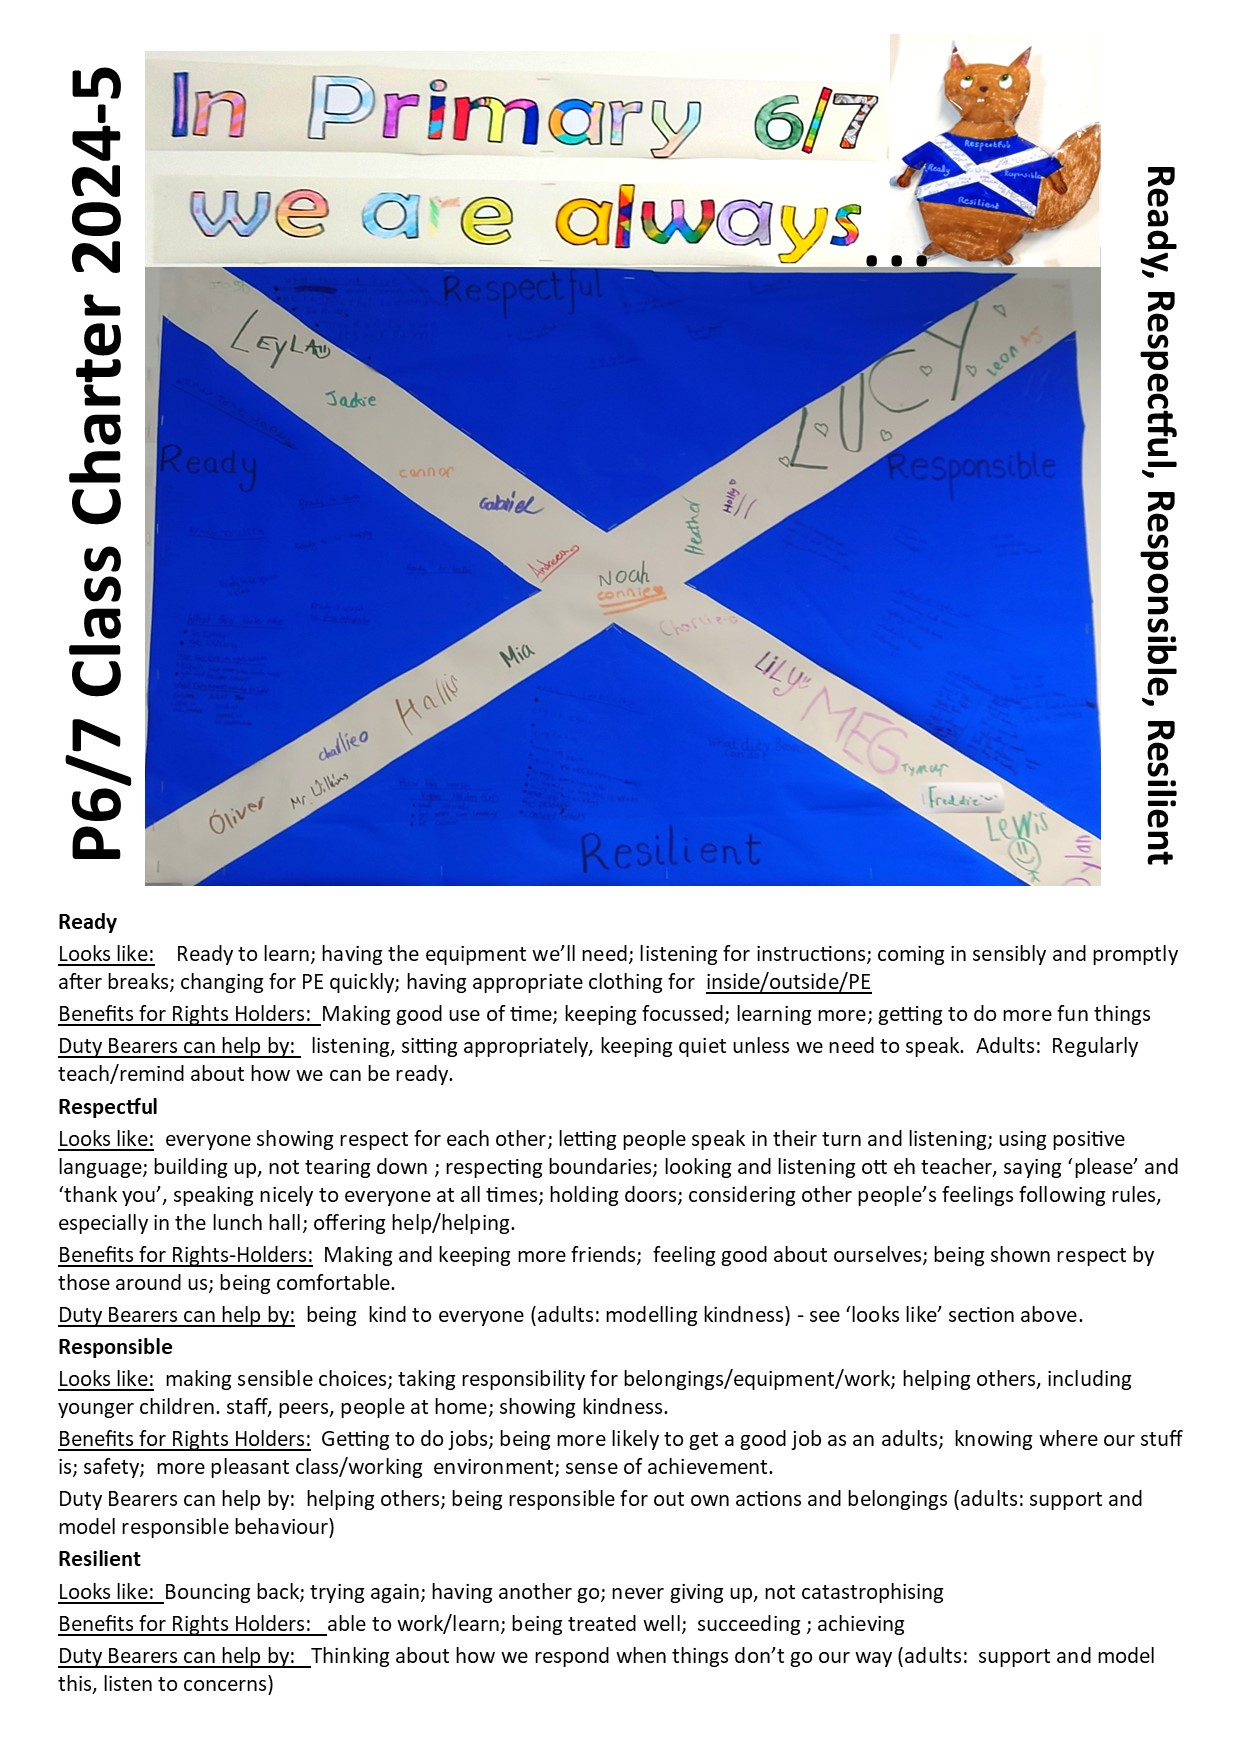 P6/7 Class Charter 2024-5
In Primary 6/7
we are always...
Respectful
Ready
Responsible
Resilient
Ready, Respectful, Responsible, Resilient
Respectful
LEYLA
LUCY
Leon
Jackie
Ready
connor
Responsible
Gabriel
Holly
Heather
Andreea
NOAH
connie
Charlie
Mia
LiLY
Hallie
MEG
charlie
Tymur
Mr. Wilkins
Freddie
Oliver
LeWis
Resilient
Ready
Looks like: Ready to learn; having the equipment we’ll need; listening for instructions; coming in sensibly and promptly
after breaks; changing for PE quickly; having appropriate clothing for inside/outside/PE
Benefits for Rights Holders: Making good use of time; keeping focussed; learning more; getting to do more fun things
Duty Bearers can help by: listening, sitting appropriately, keeping quiet unless we need to speak. Adults: Regularly
teach/remind about how we can be ready.
Respectful
Looks like: everyone showing respect for each other; letting people speak in their turn and listening; using positive
language; building up, not tearing down ; respecting boundaries; looking and listening ott eh teacher, saying ‘please’ and
‘thank you’, speaking nicely to everyone at all times; holding doors; considering other people’s feelings following rules,
especially in the lunch hall; offering help/helping.
Benefits for Rights-Holders: Making and keeping more friends; feeling good about ourselves; being shown respect by
those around us; being comfortable.
Duty Bearers can help by: being kind to everyone (adults: modelling kindness) - see ‘looks like’ section above.
Responsible
Looks like: making sensible choices; taking responsibility for belongings/equipment/work; helping others, including
younger children. staff, peers, people at home; showing kindness.
Benefits for Rights Holders: Getting to do jobs; being more likely to get a good job as an adults; knowing where our stuff
is; safety; more pleasant class/working environment; sense of achievement.
Duty Bearers can help by: helping others; being responsible for out own actions and belongings (adults: support and
model responsible behaviour)
Resilient
Looks like: Bouncing back; trying again; having another go; never giving up, not catastrophising
Benefits for Rights Holders: able to work/learn; being treated well; succeeding ; achieving
Duty Bearers can help by: Thinking about how we respond when things don’t go our way (adults: support and model
this, listen to concerns)